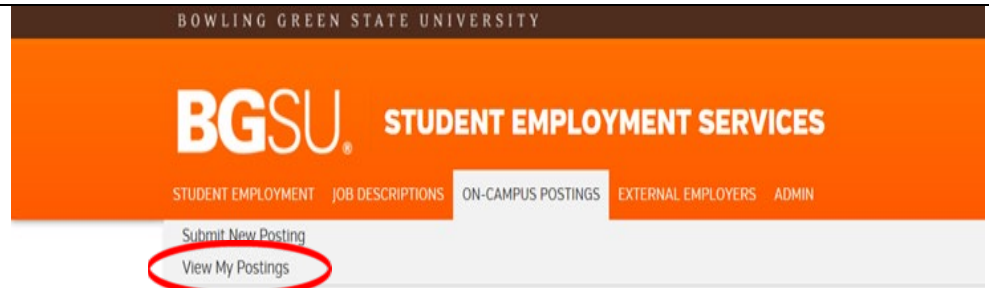 BOWLING GREEN STATE UNIVERSITY
BGSU® STUDENT EMPLOYMENT SERVICES
STUDENT EMPLOYMENT JOB DESCRIPTIONS ON-CAMPUS POSTINGS EXTERNAL EMPLOYERS ADMIN
Submit New Posting
View My Postings